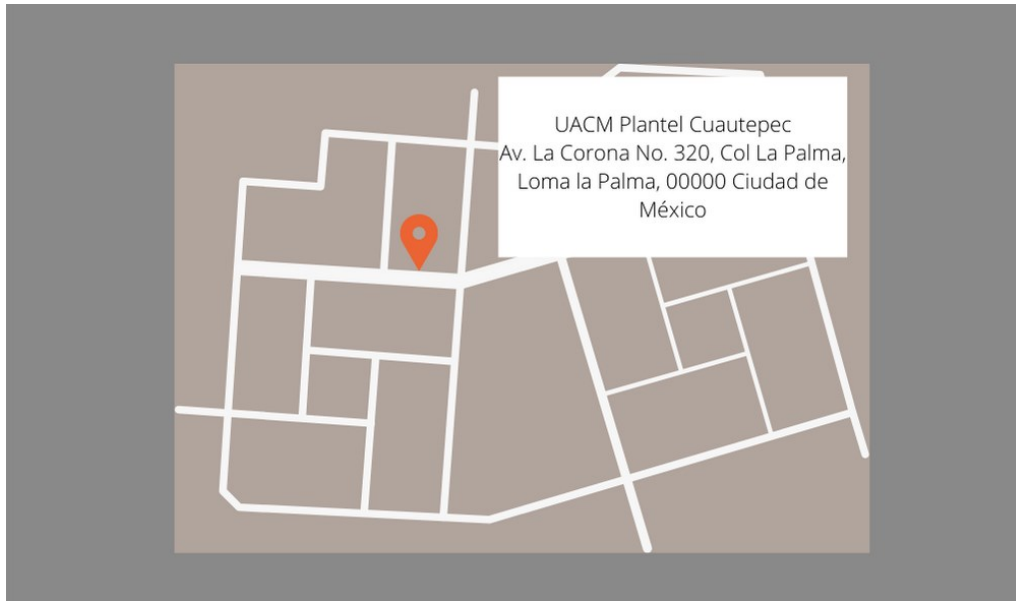 UACM Plantel Cuautepec
Av. La Corona No. 320, Col La Palma,
Loma la Palma, 00000 Ciudad de
México